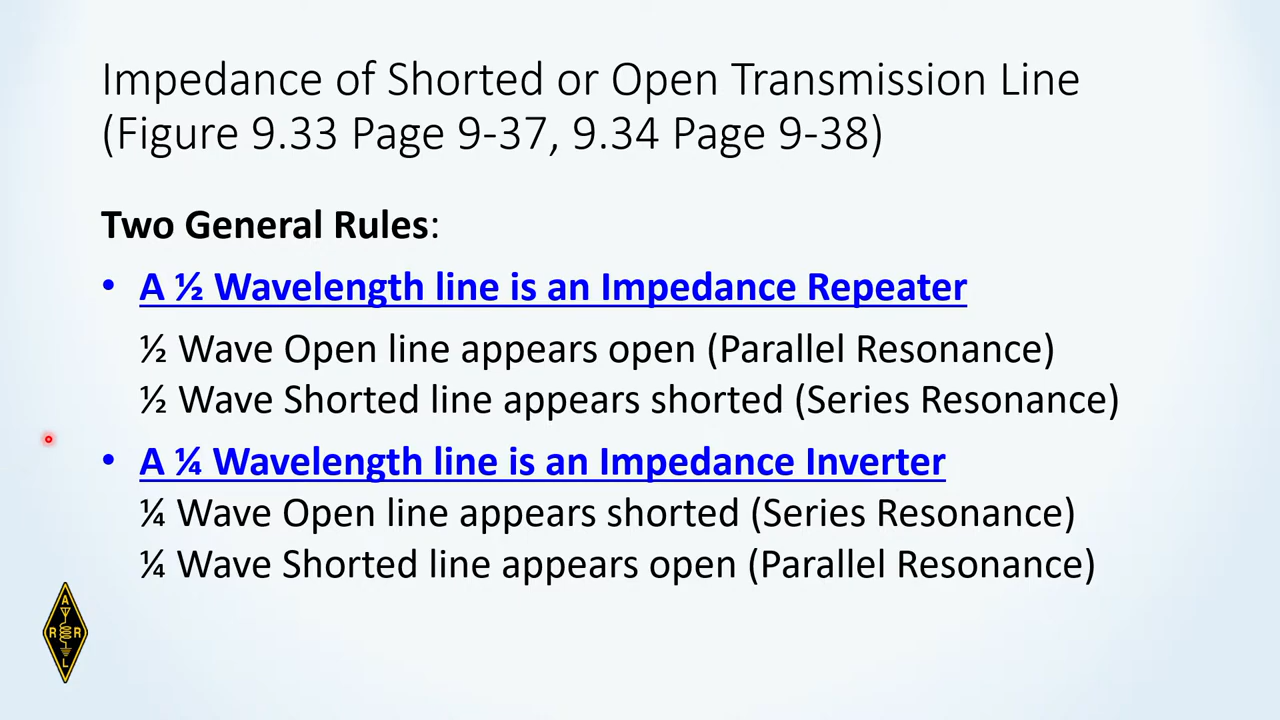 Impedance of Shorted or Open Transmission Line
(Figure 9.33 Page 9-37, 9.34 Page 9-38)
Two General Rules:
• A ½ Wavelength line is an Impedance Repeater
½ Wave Open line appears open (Parallel Resonance)
½ Wave Shorted line appears shorted (Series Resonance)
• A ¼ Wavelength line is an Impedance Inverter
¼ Wave Open line appears shorted (Series Resonance)
¼ Wave Shorted line appears open (Parallel Resonance)
A
R R
L